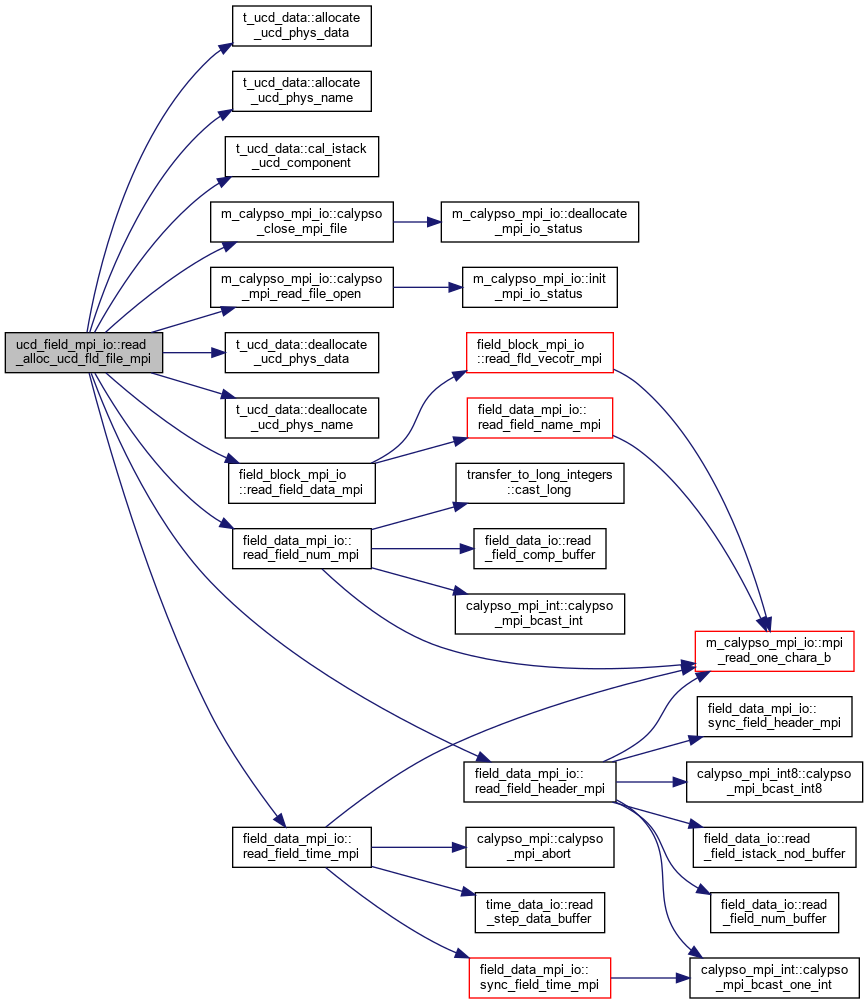 t_ucd_data::allocate
_ucd_phys_data
t_ucd_data::allocate
_ucd_phys_name
t_ucd_data::cal_istack
_ucd_component
m_calypso_mpi_io::calypso
_close_mpi_file
m_calypso_mpi_io::deallocate
_mpi_io_status
m_calypso_mpi_io::calypso
_mpi_read_file_open
m_calypso_mpi_io::init
_mpi_io_status
ucd_field_mpi_io::read
_alloc_ucd_fld_file_mpi
t_ucd_data::deallocate
_ucd_phys_data
field_block_mpi_io
::read_fld_vecotr_mpi
t_ucd_data::deallocate
_ucd_phys_name
field_data_mpi_io::
read_field_name_mpi
field_block_mpi_io
::read_field_data_mpi
transfer_to_long_integers
::cast_long
field_data_mpi_io::
read_field_num_mpi
field_data_io::read
_field_comp_buffer
calypso_mpi_int::calypso
_mpi_bcast_int
m_calypso_mpi_io::mpi
_read_one_chara_b
field_data_mpi_io::
sync_field_header_mpi
field_data_mpi_io::
read_field_header_mpi
calypso_mpi_int8::calypso
_mpi_bcast_int8
field_data_mpi_io::
read_field_time_mpi
calypso_mpi::calypso
_mpi_abort
field_data_io::read
_field_istack_nod_buffer
time_data_io::read
_step_data_buffer
field_data_io::read
_field_num_buffer
field_data_mpi_io::
sync_field_time_mpi
calypso_mpi_int::calypso
_mpi_bcast_one_int